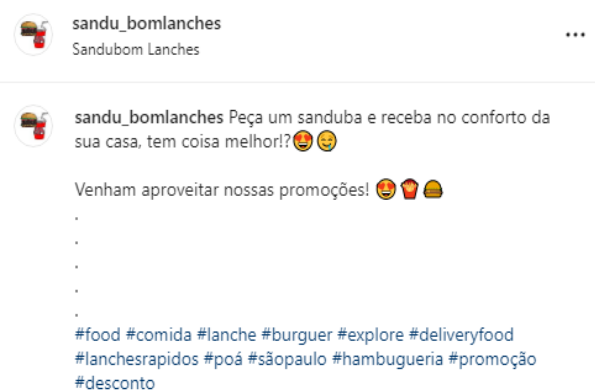 sandu_bomlanches
Sandubom Lanches
...
sandu_bomlanches Peça um sanduba e receba no conforto da
sua casa, tem coisa melhor!?😍🤤
Venham aproveitar nossas promoções! 😍🍟🍔
.
.
.
.
.
#food #comida #lanche #burguer #explore #deliveryfood
#lanchesrapidos #poá #sãopaulo #hambugueria #promoção
#desconto